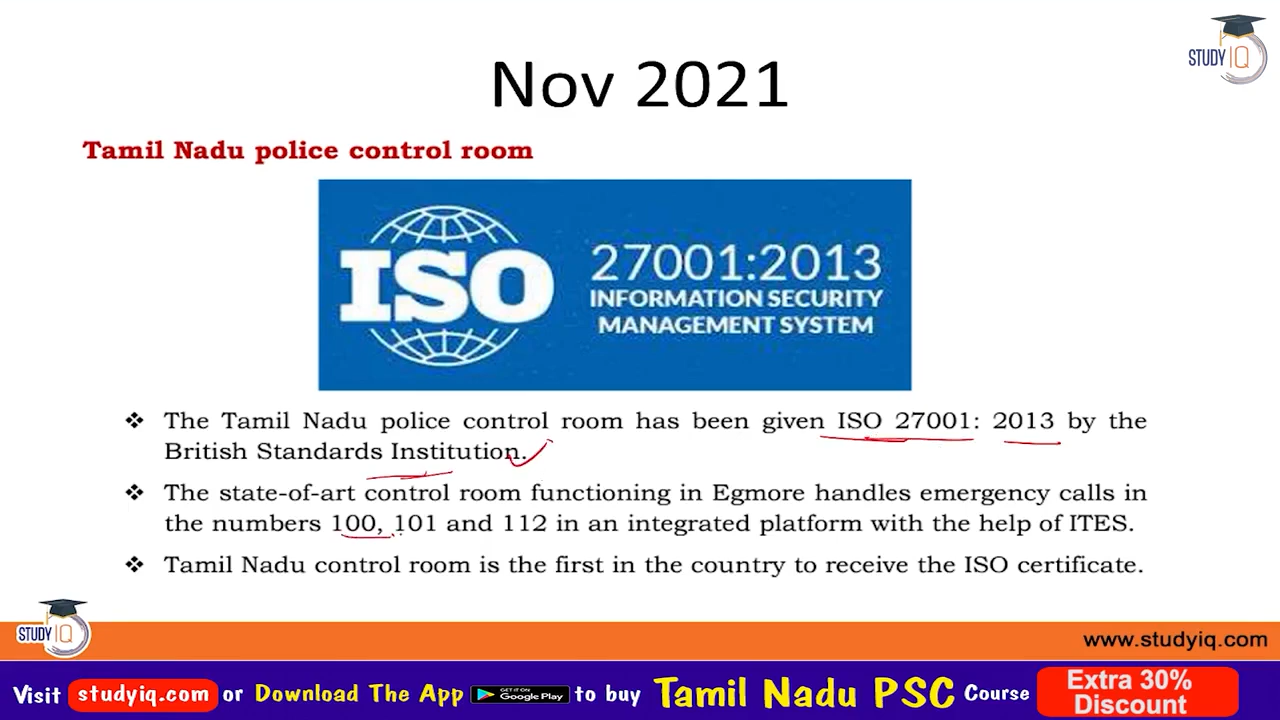 STUDY IQ
Nov 2021
Tamil Nadu police control room
ISO
27001:2013
INFORMATION SECURITY
MANAGEMENT SYSTEM
❖ The Tamil Nadu police control room has been given ISO 27001: 2013 by the
British Standards Institution.
❖ The state-of-art control room functioning in Egmore handles emergency calls in
the numbers 100, 101 and 112 in an integrated platform with the help of ITES.
❖ Tamil Nadu control room is the first in the country to receive the ISO certificate.
STUDY IQ
www.studyiq.com
Visit studyiq.com or Download The App GET IT ON Google Play to buy Tamil Nadu PSC Course Extra 30%
Discount